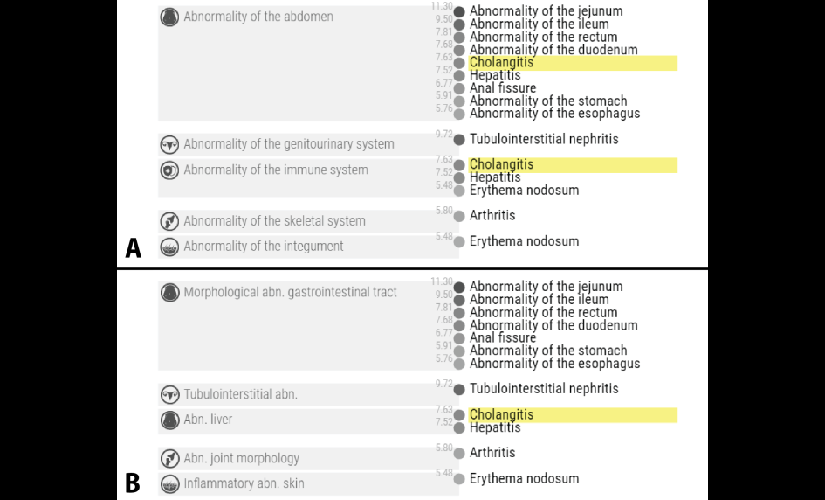 11.30 Abnormality of the jejunum
Abnormality of the abdomen
9.50 Abnormality of the ileum
7.81 Abnormality of the rectum
7.68 Abnormality of the duodenum
7.63 Cholangitis
7.52 Hepatitis
6.77 Anal fissure
5.91 Abnormality of the stomach
5.76 Abnormality of the esophagus
9.72 Tubulointerstitial nephritis
Abnormality of the genitourinary system
7.63 Cholangitis
Abnormality of the immune system
7.52 Hepatitis
5.48 Erythema nodosum
5.80 Arthritis
Abnormality of the skeletal system
5.48 Erythema nodosum
Abnormality of the integument
A
11.30 Abnormality of the jejunum
Morphological abn. gastrointestinal tract
9.50 Abnormality of the ileum
7.81 Abnormality of the rectum
7.68 Abnormality of the duodenum
6.77 Anal fissure
5.91 Abnormality of the stomach
5.76 Abnormality of the esophagus
9.72 Tubulointerstitial nephritis
Tubulointerstitial abn.
7.63 Cholangitis
Abn. liver
7.52 Hepatitis
5.80 Arthritis
Abn. joint morphology
5.48 Erythema nodosum
Inflammatory abn. skin
B